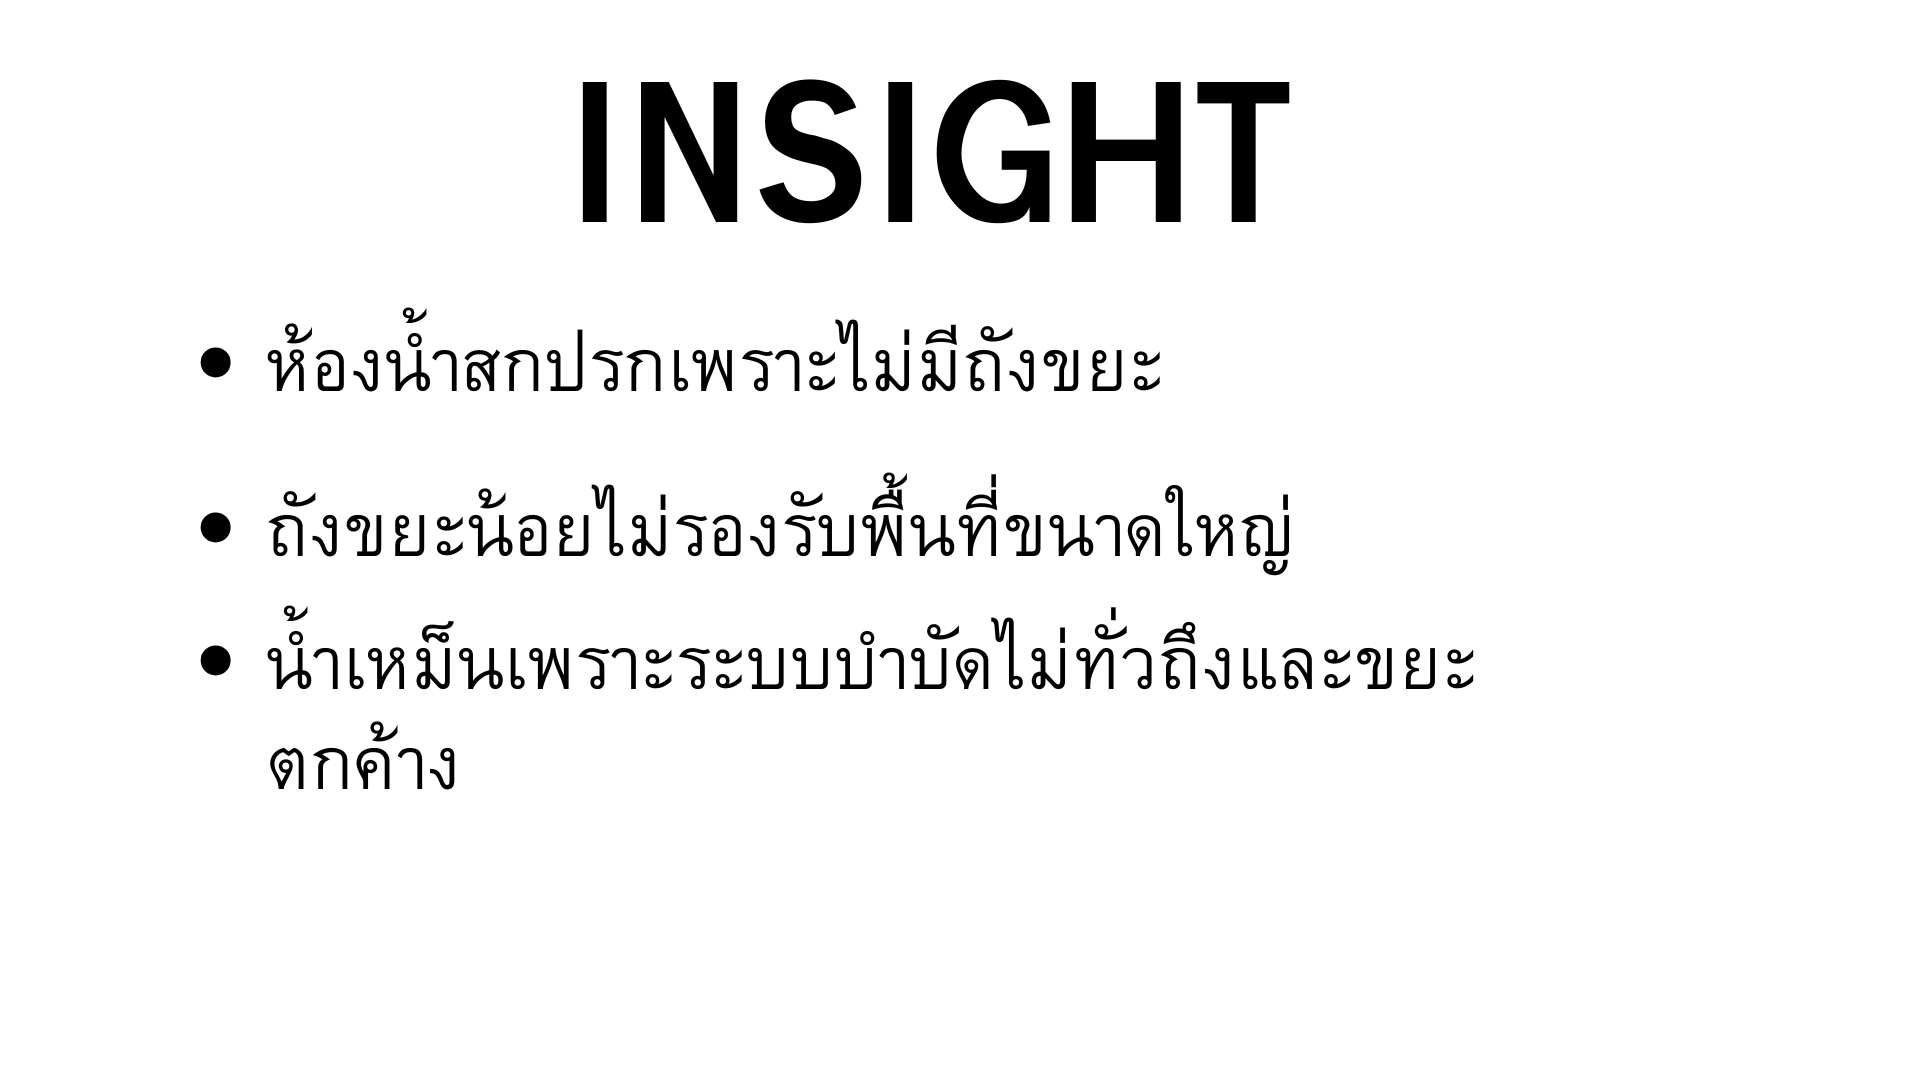 INSIGHT
• ห้องน้ำสกปรกเพราะไม่มีถังขยะ
• ถังขยะน้อยไม่รองรับพื้นที่ขนาดใหญ่
• น้ำเหม็นเพราะระบบบำบัดไม่ทั่วถึงและขยะ
ตกค้าง